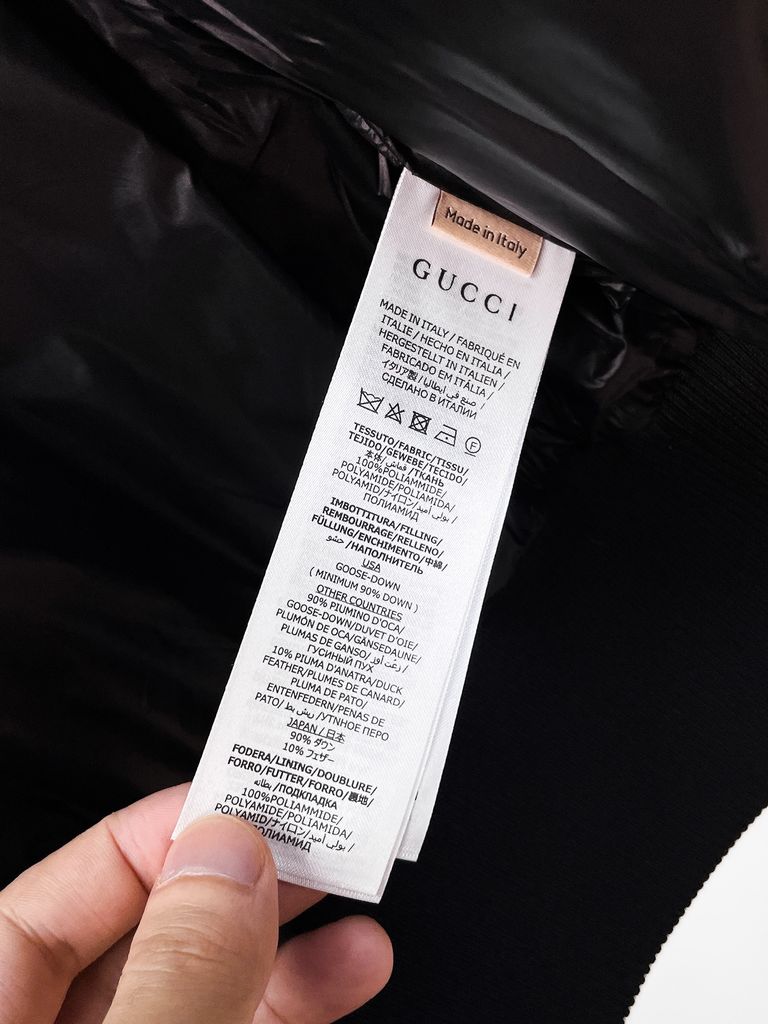 Made in Italy
GUCCI
MADE IN ITALY / FABRIQUÉ EN
ITALIE / HECHO EN ITALIA /
HERGESTELLT IN ITALIEN /
FABRICADO EM ITÁLIA /
イタリア製 / صنع في ايطاليا /
СДЕЛАНО В ИТАЛИИ
F
TESSUTO/FABRIC/TISSU/
TEJIDO/GEWEBE/TECIDO/
本体/ قماش /ТКАНЬ
100%POLIAMMIDE/
POLYAMIDE/POLIAMIDA/
POLYAMID/ナイロン/ بولي أميد /
ПОЛИАМИД
IMBOTTITURA/FILLING/
REMBOURRAGE/RELLENO/
FÜLLUNG/ENCHIMENTO/中綿/
حشو /НАПОЛНИТЕЛЬ
USA
GOOSE-DOWN
( MINIMUM 90% DOWN )
OTHER COUNTRIES
90% PIUMINO D'OCA/
GOOSE-DOWN/DUVET D'OIE/
PLUMÓN DE OCA/GÄNSEDAUNE/
PLUMAS DE GANSO/ زغب أوز /
ГУСИНЫЙ ПУХ
10% PIUMA D'ANATRA/DUCK
FEATHER/PLUMES DE CANARD/
PLUMA DE PATO/
ENTENFEDERN/PENAS DE
PATO/ ريش بط /УТИНОЕ ПЕРО
JAPAN / 日本
90% ダウン
10% フェザー
FODERA/LINING/DOUBLURE/
FORRO/FUTTER/FORRO/裏地/
بطانه /ПОДКЛАДКА
100%POLIAMMIDE/
POLYAMIDE/POLIAMIDA/
POLYAMID/ナイロン/ بولي أميد /
ОЛИАМИД